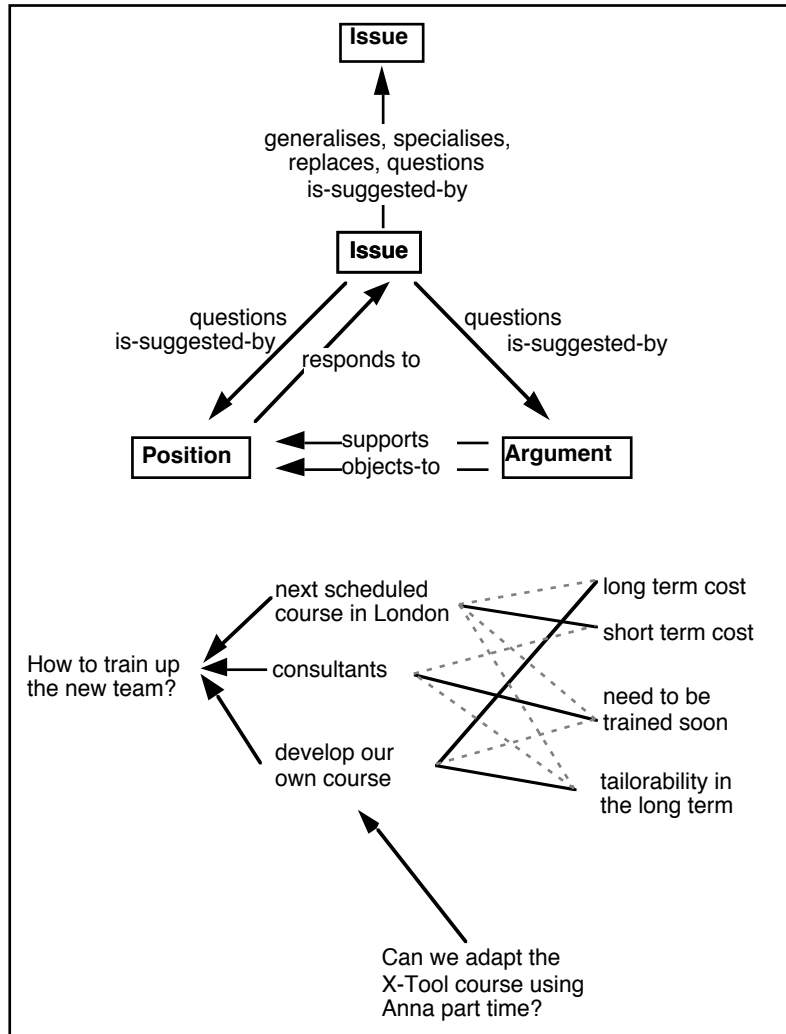 Issue
generalises, specialises,
replaces, questions
is-suggested-by
Issue
questions
is-suggested-by
questions
is-suggested-by
responds to
Position
supports
objects-to
Argument
next scheduled
course in London
long term cost
short term cost
How to train up
the new team?
consultants
need to be
trained soon
develop our
own course
tailorability in
the long term
Can we adapt the
X-Tool course using
Anna part time?